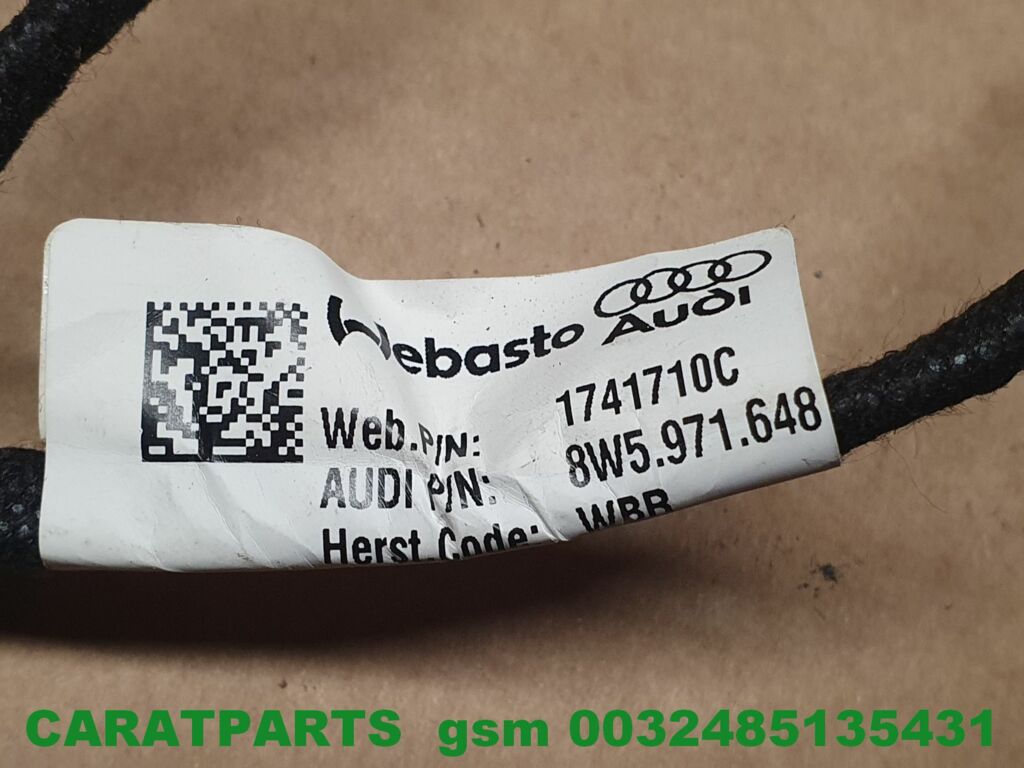 Webasto Audi
Web.P/N: 1741710C
AUDI P/N: 8W5.971.648
Herst.Code: WBB
CARATPARTS gsm 0032485135431